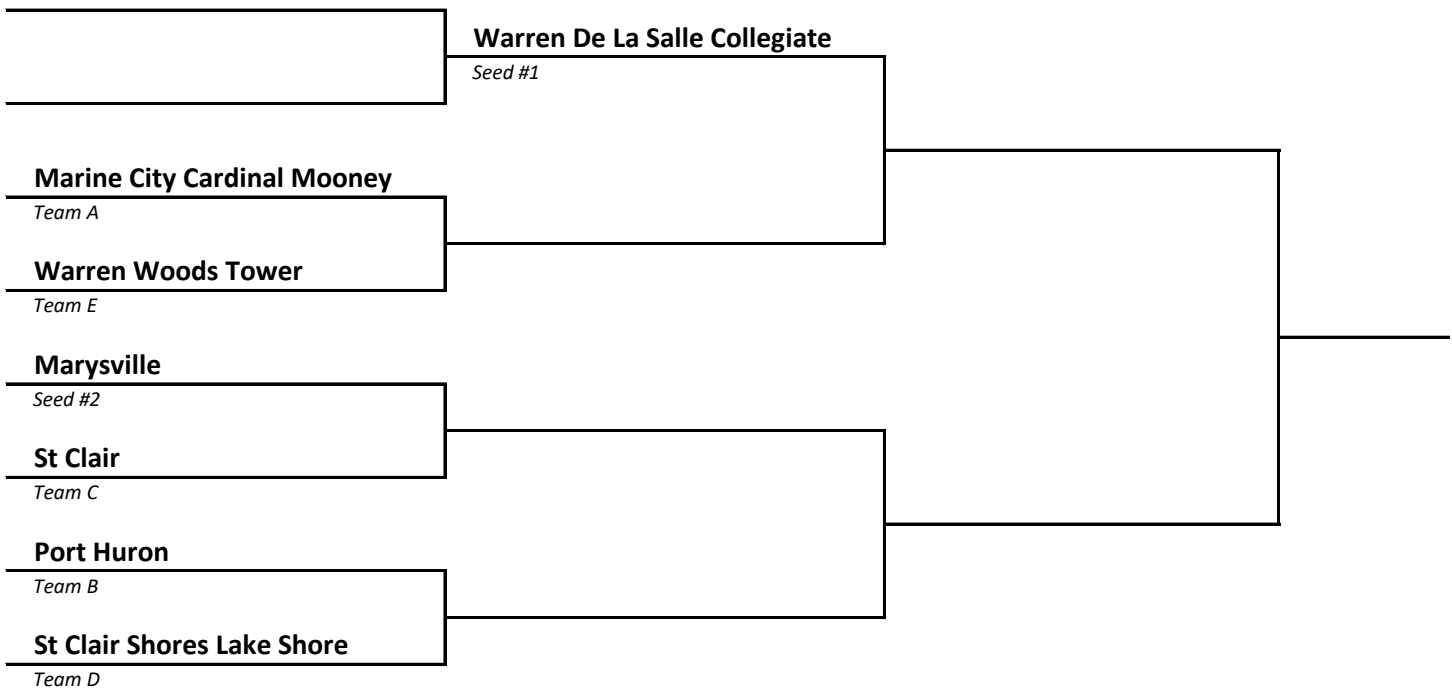 Warren De La Salle Collegiate
Seed #1
Marine City Cardinal Mooney
Team A
Warren Woods Tower
Team E
Marysville
Seed #2
St Clair
Team C
Port Huron
Team B
St Clair Shores Lake Shore
Team D